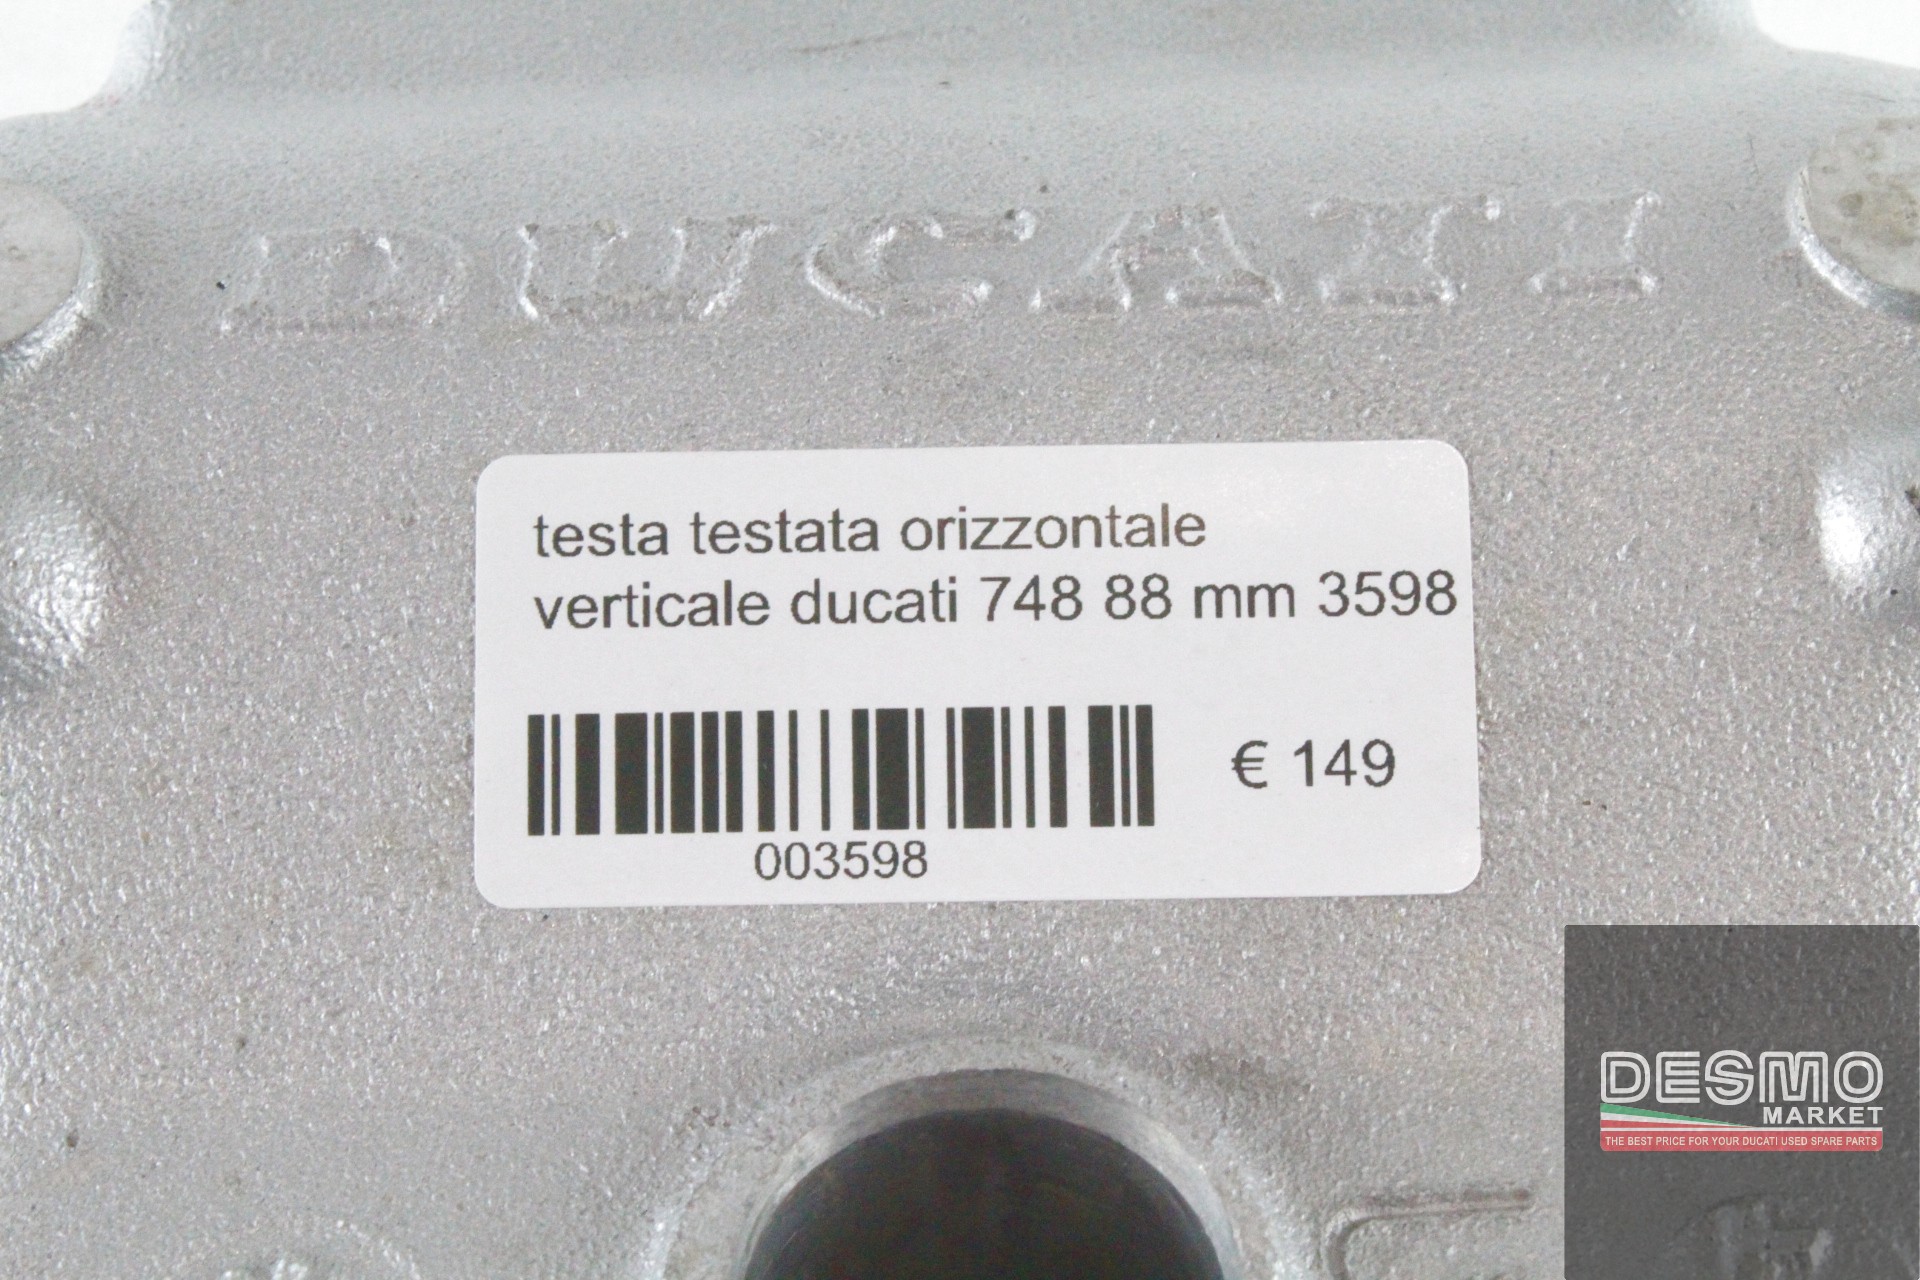 DUCATI
testa testata orizzontale
verticale ducati 748 88 mm 3598
€ 149
003598
DESMO
MARKET
THE BEST PRICE FOR YOUR DUCATI USED SPARE PARTS